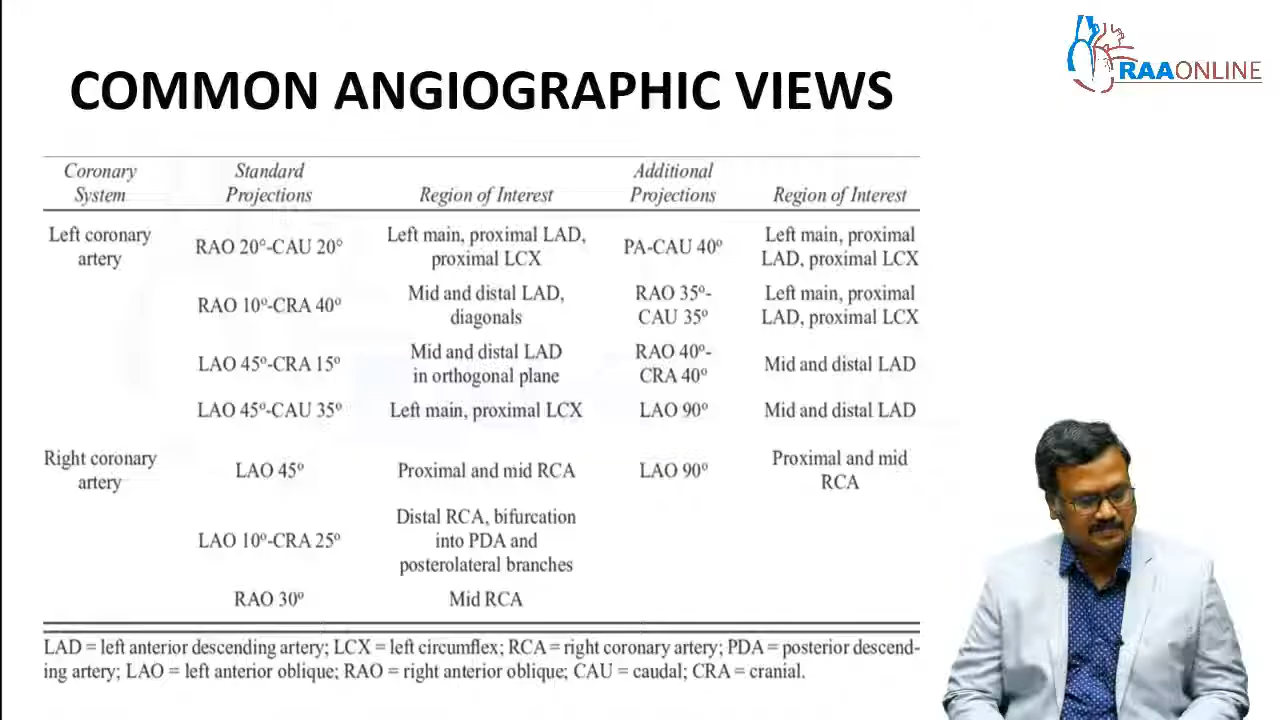 COMMON ANGIOGRAPHIC VIEWS
RAAONLINE
Coronary System Standard Projections Region of Interest Additional Projections Region of Interest
Left coronary artery RAO 20°-CAU 20° Left main, proximal LAD, proximal LCX PA-CAU 40° Left main, proximal LAD, proximal LCX
RAO 10°-CRA 40° Mid and distal LAD, diagonals RAO 35°-CAU 35° Left main, proximal LAD, proximal LCX
LAO 45°-CRA 15° Mid and distal LAD in orthogonal plane RAO 40°-CRA 40° Mid and distal LAD
LAO 45°-CAU 35° Left main, proximal LCX LAO 90° Mid and distal LAD
Right coronary artery LAO 45° Proximal and mid RCA LAO 90° Proximal and mid RCA
LAO 10°-CRA 25° Distal RCA, bifurcation into PDA and posterolateral branches
RAO 30° Mid RCA
LAD = left anterior descending artery; LCX = left circumflex; RCA = right coronary artery; PDA = posterior descend-
ing artery; LAO = left anterior oblique; RAO = right anterior oblique; CAU = caudal; CRA = cranial.